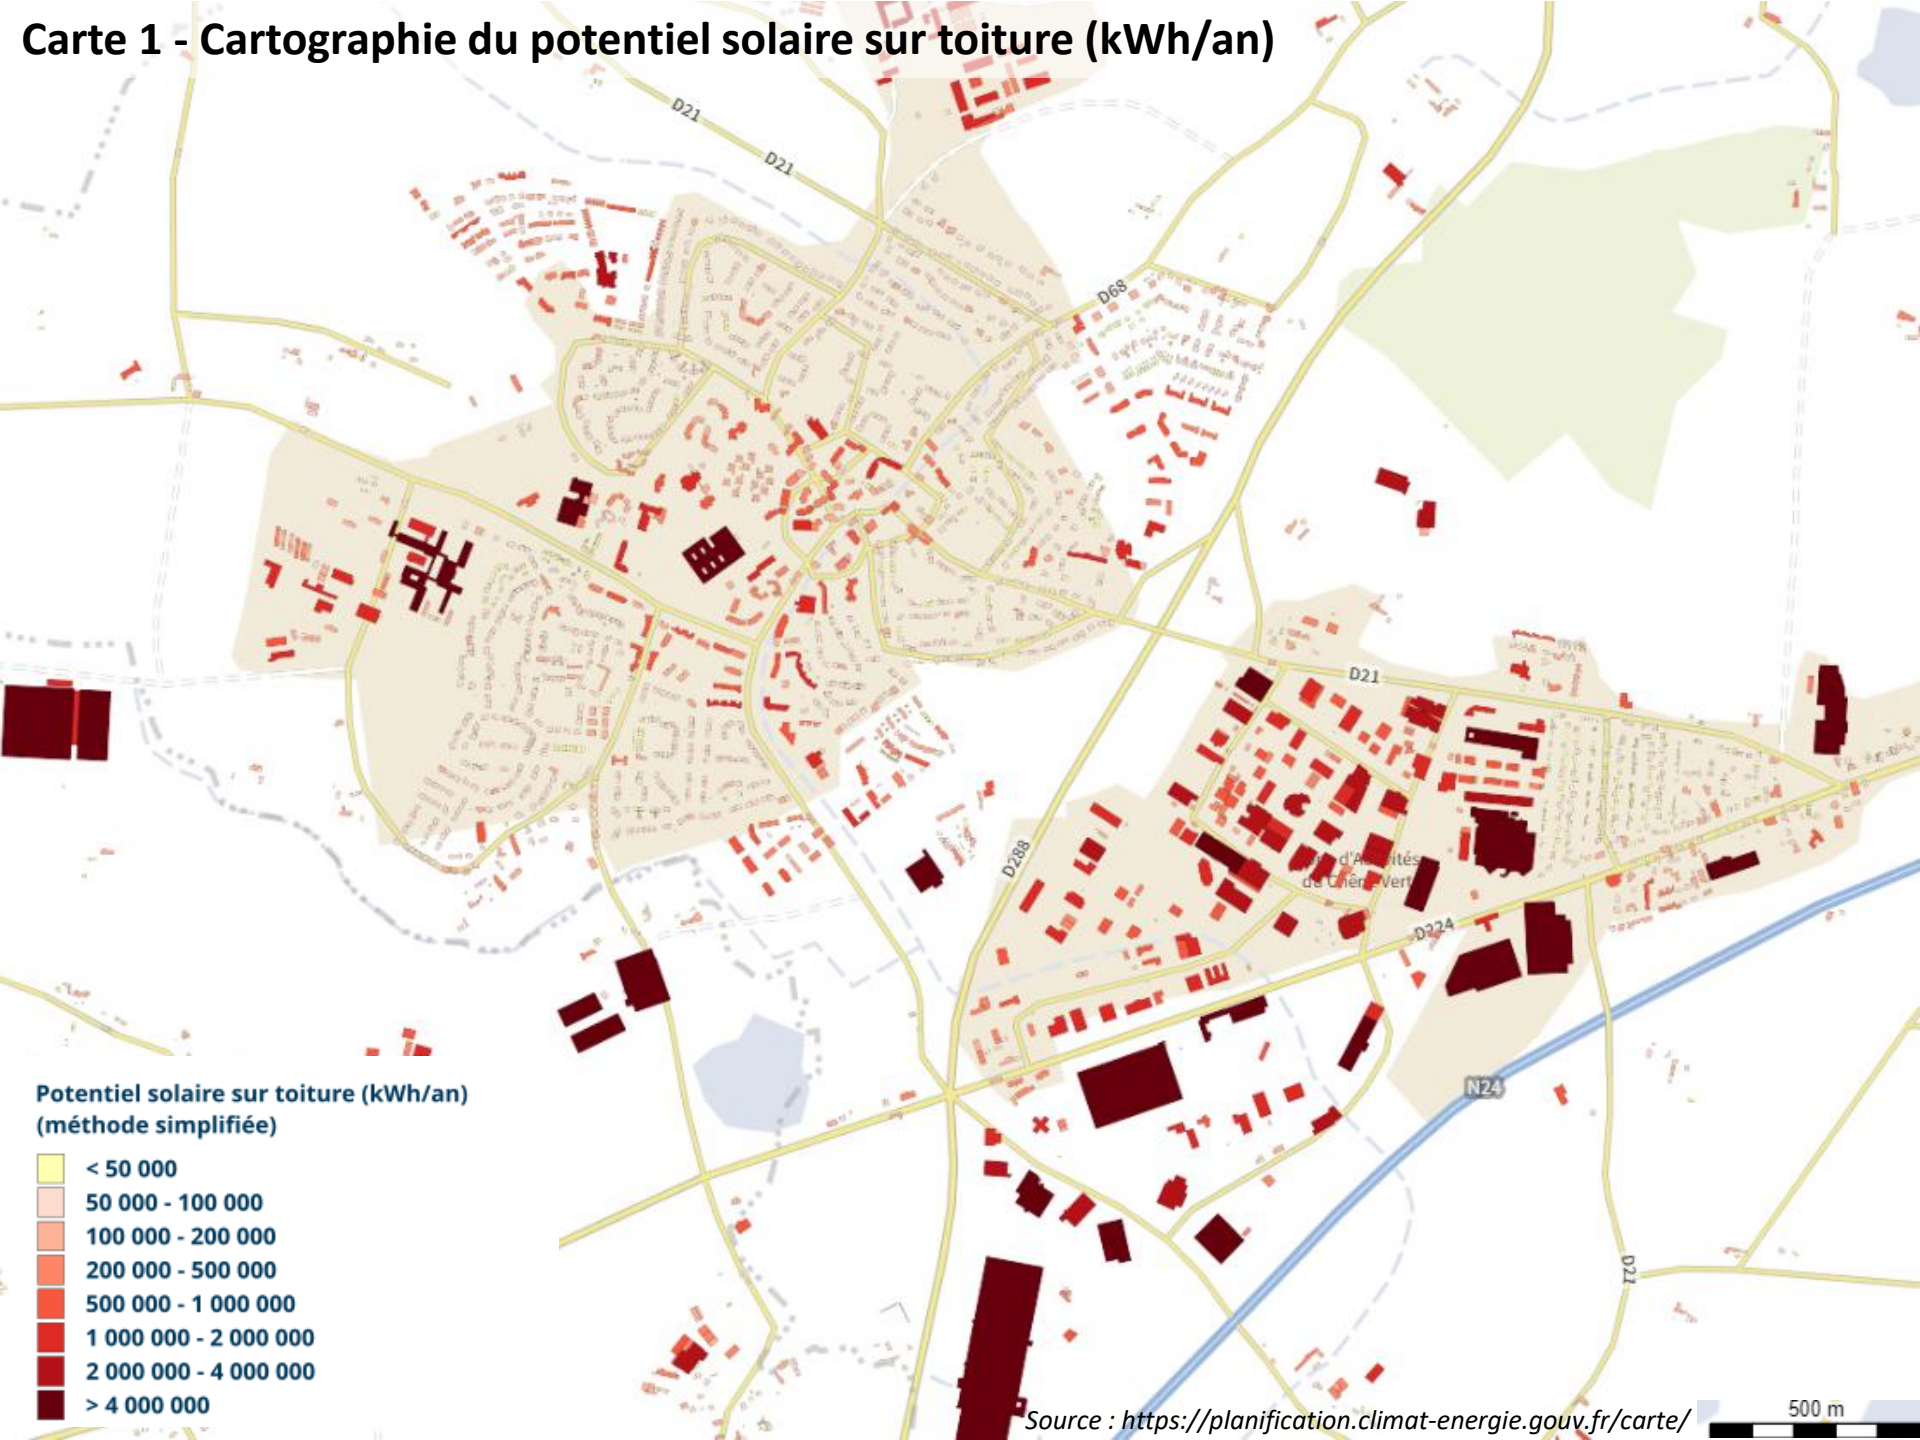 Carte 1 - Cartographie du potentiel solaire sur toiture (kWh/an)
D21
D21
D68
D21
D288
du Chêne Vert
D224
N24
D21
Potentiel solaire sur toiture (kWh/an)
(méthode simplifiée)
< 50 000
50 000 - 100 000
100 000 - 200 000
200 000 - 500 000
500 000 - 1 000 000
1 000 000 - 2 000 000
2 000 000 - 4 000 000
> 4 000 000
500 m
Source : https://planification.climat-energie.gouv.fr/carte/